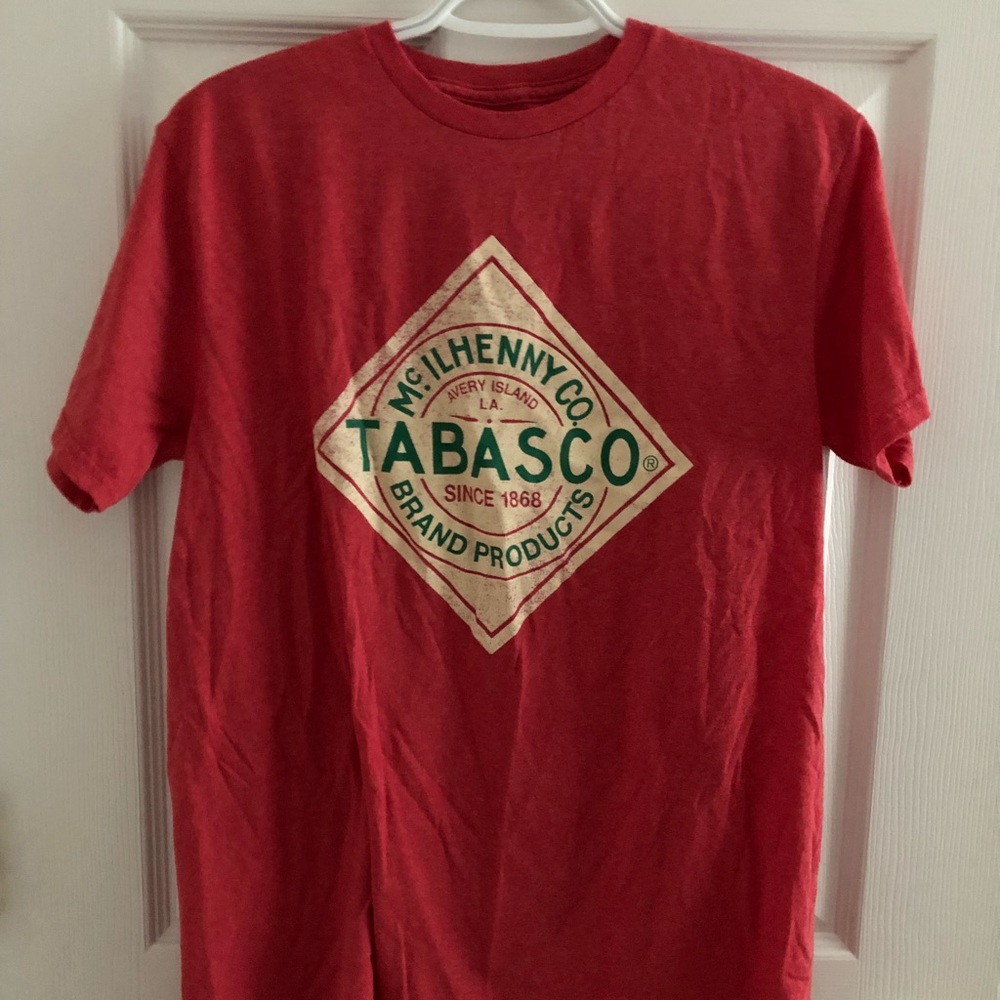 McILHENNY CO.
AVERY ISLAND
LA.
TABASCO®
SINCE 1868
BRAND PRODUCTS